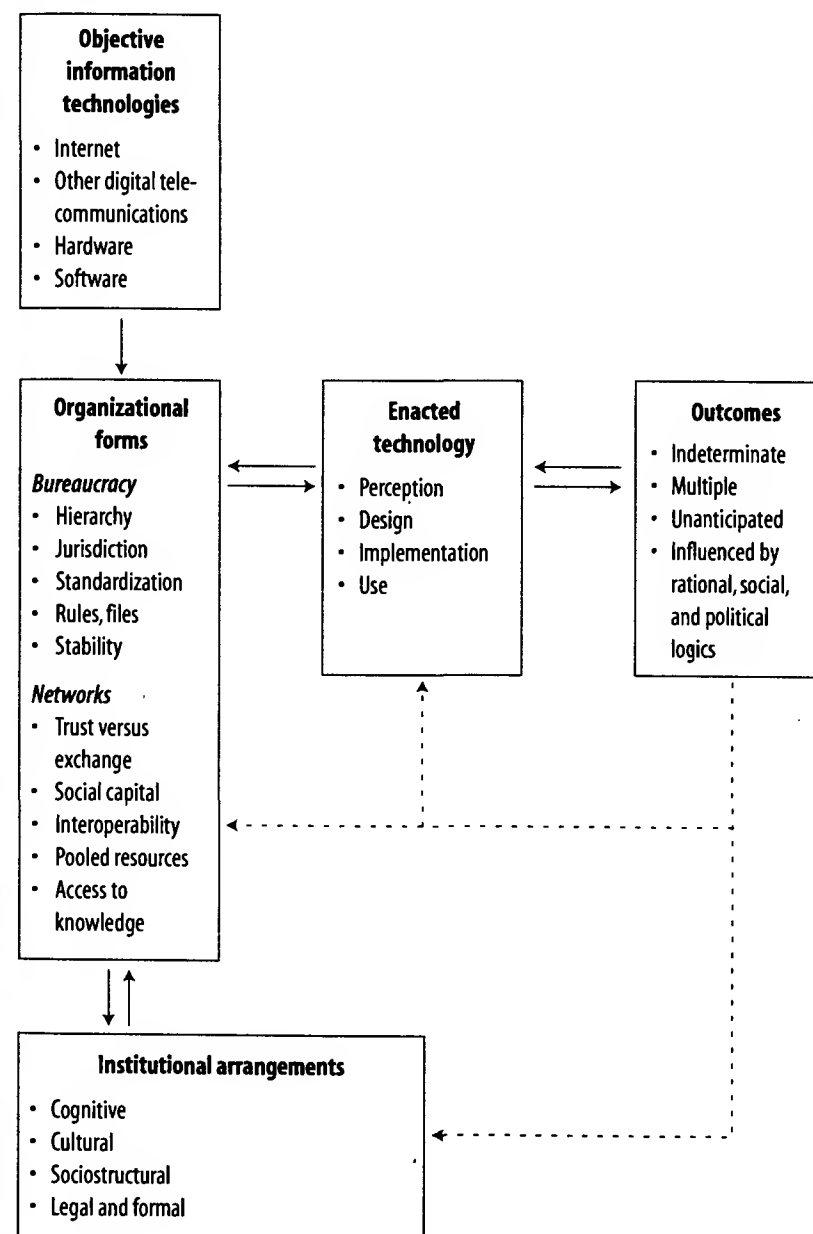 Objective
information
technologies
• Internet
• Other digital tele-
communications
• Hardware
• Software
Organizational
forms
Bureaucracy
• Hierarchy
• Jurisdiction
• Standardization
• Rules, files
• Stability
Networks
• Trust versus
exchange
• Social capital
• Interoperability
• Pooled resources
• Access to
knowledge
Enacted
technology
• Perception
• Design
• Implementation
• Use
Outcomes
• Indeterminate
• Multiple
• Unanticipated
• Influenced by
rational, social,
and political
logics
Institutional arrangements
• Cognitive
• Cultural
• Sociostructural
• Legal and formal